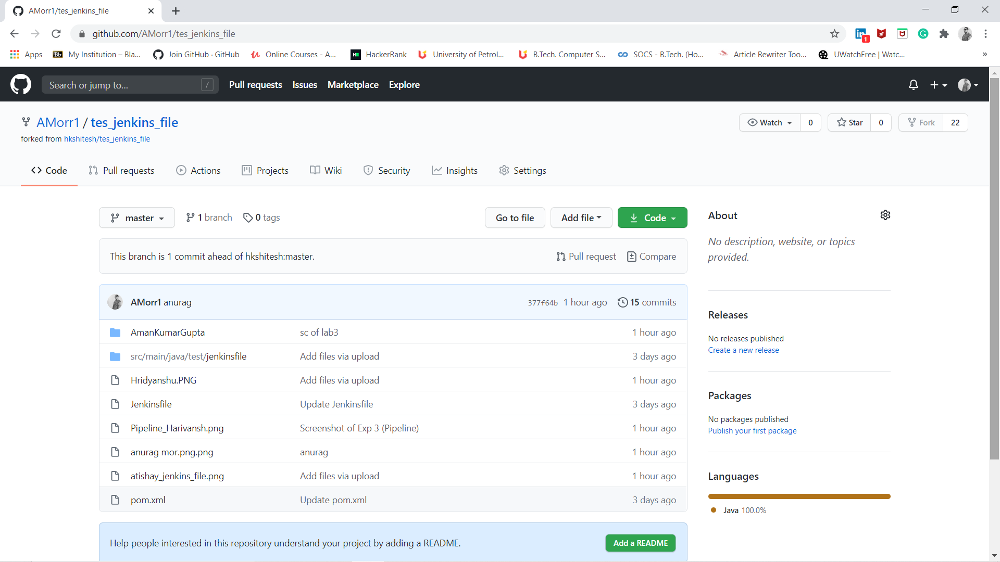 AMorr1/tes_jenkins_file
github.com/AMorr1/tes_jenkins_file
1
Apps
Bb My Institution – Bla...
Join GitHub · GitHub
Online Courses - A...
HackerRank
University of Petrol...
B.Tech. Computer S...
SOCS - B.Tech. (Ho...
Article Rewriter Too...
UWatchFree | Watc...
»
Search or jump to... /
Pull requests Issues Marketplace Explore
AMorr1 / tes_jenkins_file
Watch 0 Star 0 Fork 22
forked from hkshitesh/tes_jenkins_file
Code Pull requests Actions Projects Wiki Security Insights Settings
master 1 branch 0 tags Go to file Add file Code
This branch is 1 commit ahead of hkshitesh:master. Pull request Compare
AMorr1 anurag 377f64b 1 hour ago 15 commits
AmanKumarGupta sc of lab3 1 hour ago
src/main/java/test/jenkinsfile Add files via upload 3 days ago
Hridyanshu.PNG Add files via upload 1 hour ago
Jenkinsfile Update Jenkinsfile 3 days ago
Pipeline_Harivansh.png Screenshot of Exp 3 (Pipeline) 1 hour ago
anurag mor.png.png anurag 1 hour ago
atishay_jenkins_file.png Add files via upload 1 hour ago
pom.xml Update pom.xml 3 days ago
Help people interested in this repository understand your project by adding a README. Add a README
About
No description, website, or topics
provided.
Releases
No releases published
Create a new release
Packages
No packages published
Publish your first package
Languages
Java 100.0%